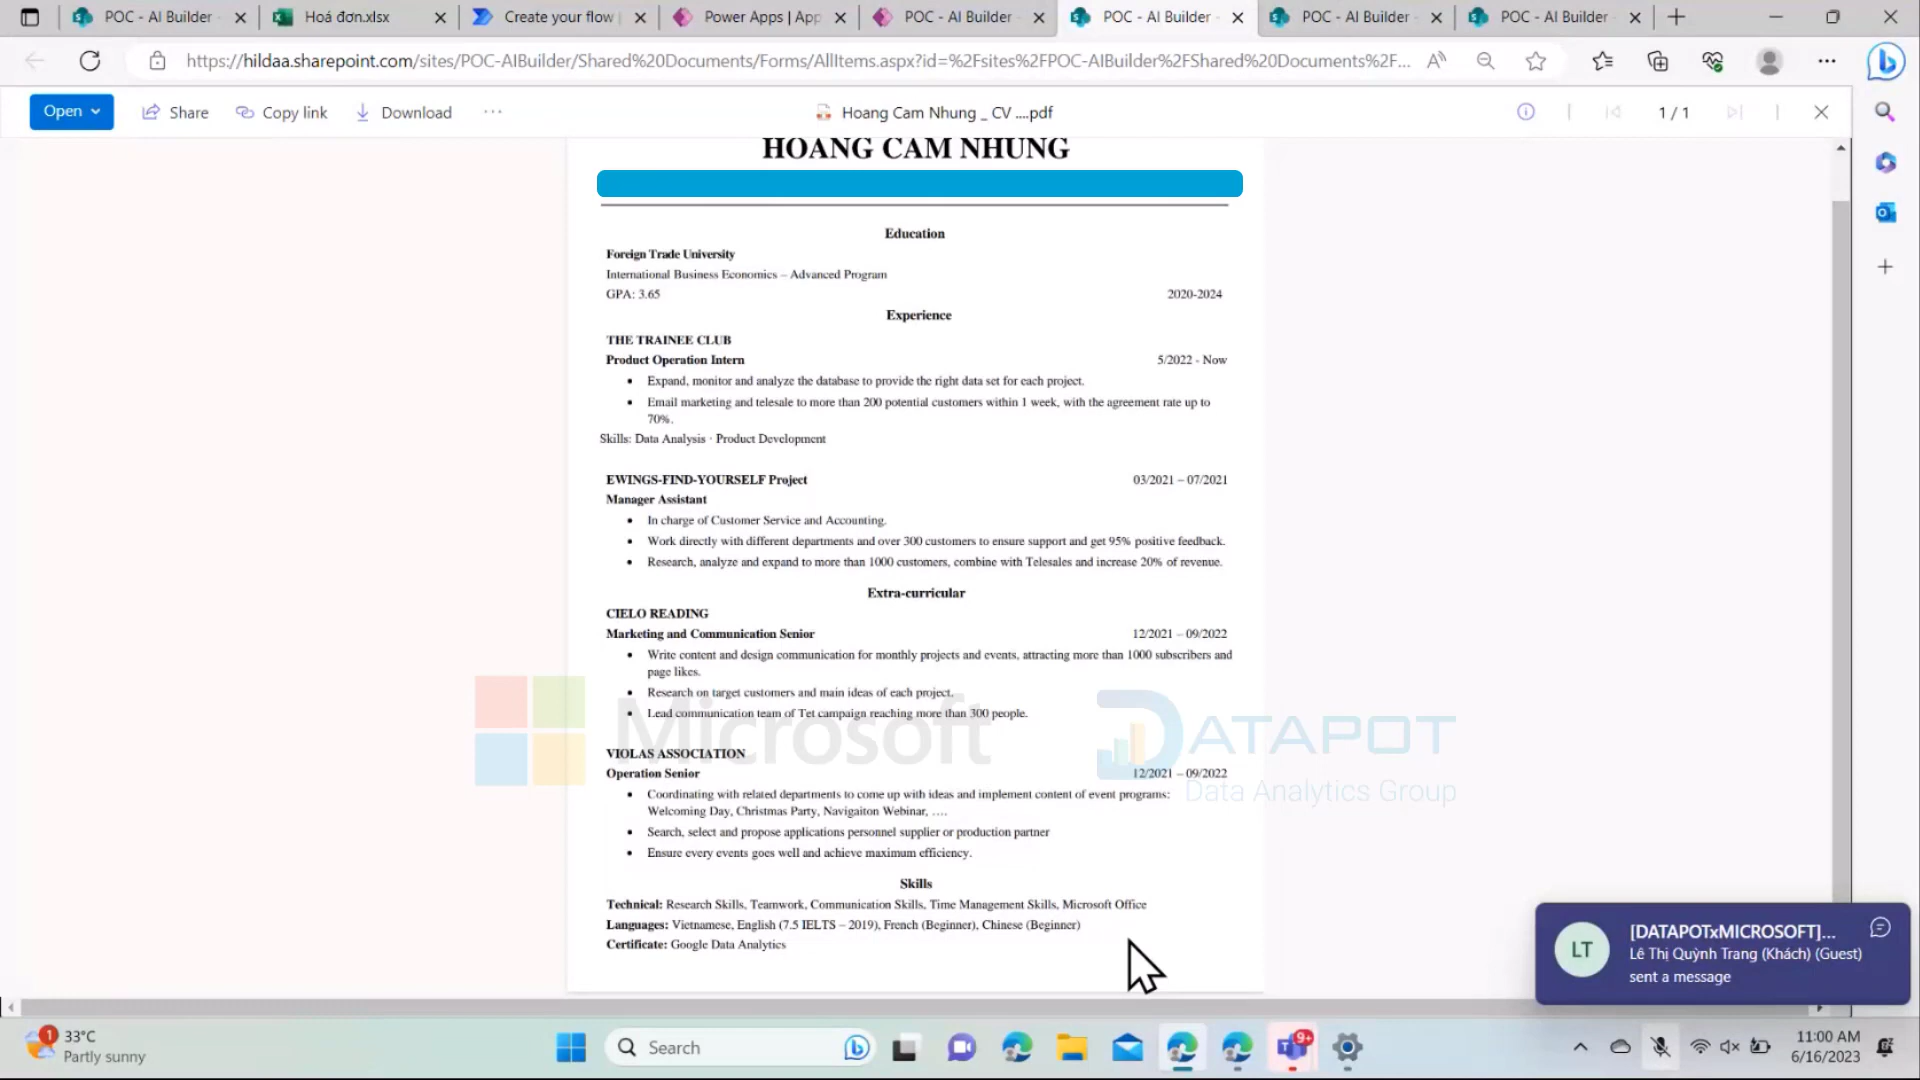 POC - AI Builder -
Hoá đơn.xlsx
Create your flow |
Power Apps | App
POC - AI Builder -
POC - AI Builder -
POC - AI Builder -
POC - AI Builder -
https://hildaa.sharepoint.com/sites/POC-AIBuilder/Shared%20Documents/Forms/AllItems.aspx?id=%2Fsites%2FPOC-AIBuilder%2FShared%20Documents%2F...
Open
Share
Copy link
Download
...
Hoang Cam Nhung _ CV ....pdf
1 / 1
HOANG CAM NHUNG
Education
Foreign Trade University
International Business Economics – Advanced Program
GPA: 3.65
2020-2024
Experience
THE TRAINEE CLUB
Product Operation Intern
5/2022 - Now
• Expand, monitor and analyze the database to provide the right data set for each project.
• Email marketing and telesale to more than 200 potential customers within 1 week, with the agreement rate up to
70%.
Skills: Data Analysis · Product Development
EWINGS-FIND-YOURSELF Project
03/2021 – 07/2021
Manager Assistant
• In charge of Customer Service and Accounting.
• Work directly with different departments and over 300 customers to ensure support and get 95% positive feedback.
• Research, analyze and expand to more than 1000 customers, combine with Telesales and increase 20% of revenue.
Extra-curricular
CIELO READING
Marketing and Communication Senior
12/2021 – 09/2022
• Write content and design communication for monthly projects and events, attracting more than 1000 subscribers and
page likes.
• Research on target customers and main ideas of each project.
• Lead communication team of Tet campaign reaching more than 300 people.
Microsoft
DATAPOT
Data Analytics Group
VIOLAS ASSOCIATION
Operation Senior
12/2021 – 09/2022
• Coordinating with related departments to come up with ideas and implement content of event programs:
Welcoming Day, Christmas Party, Navigaiton Webinar, ….
• Search, select and propose applications personnel supplier or production partner
• Ensure every events goes well and achieve maximum efficiency.
Skills
Technical: Research Skills, Teamwork, Communication Skills, Time Management Skills, Microsoft Office
Languages: Vietnamese, English (7.5 IELTS – 2019), French (Beginner), Chinese (Beginner)
Certificate: Google Data Analytics
LT
[DATAPOTxMICROSOFT]...
Lê Thị Quỳnh Trang (Khách) (Guest)
sent a message
1
33°C
Partly sunny
Search
9+
11:00 AM
6/16/2023